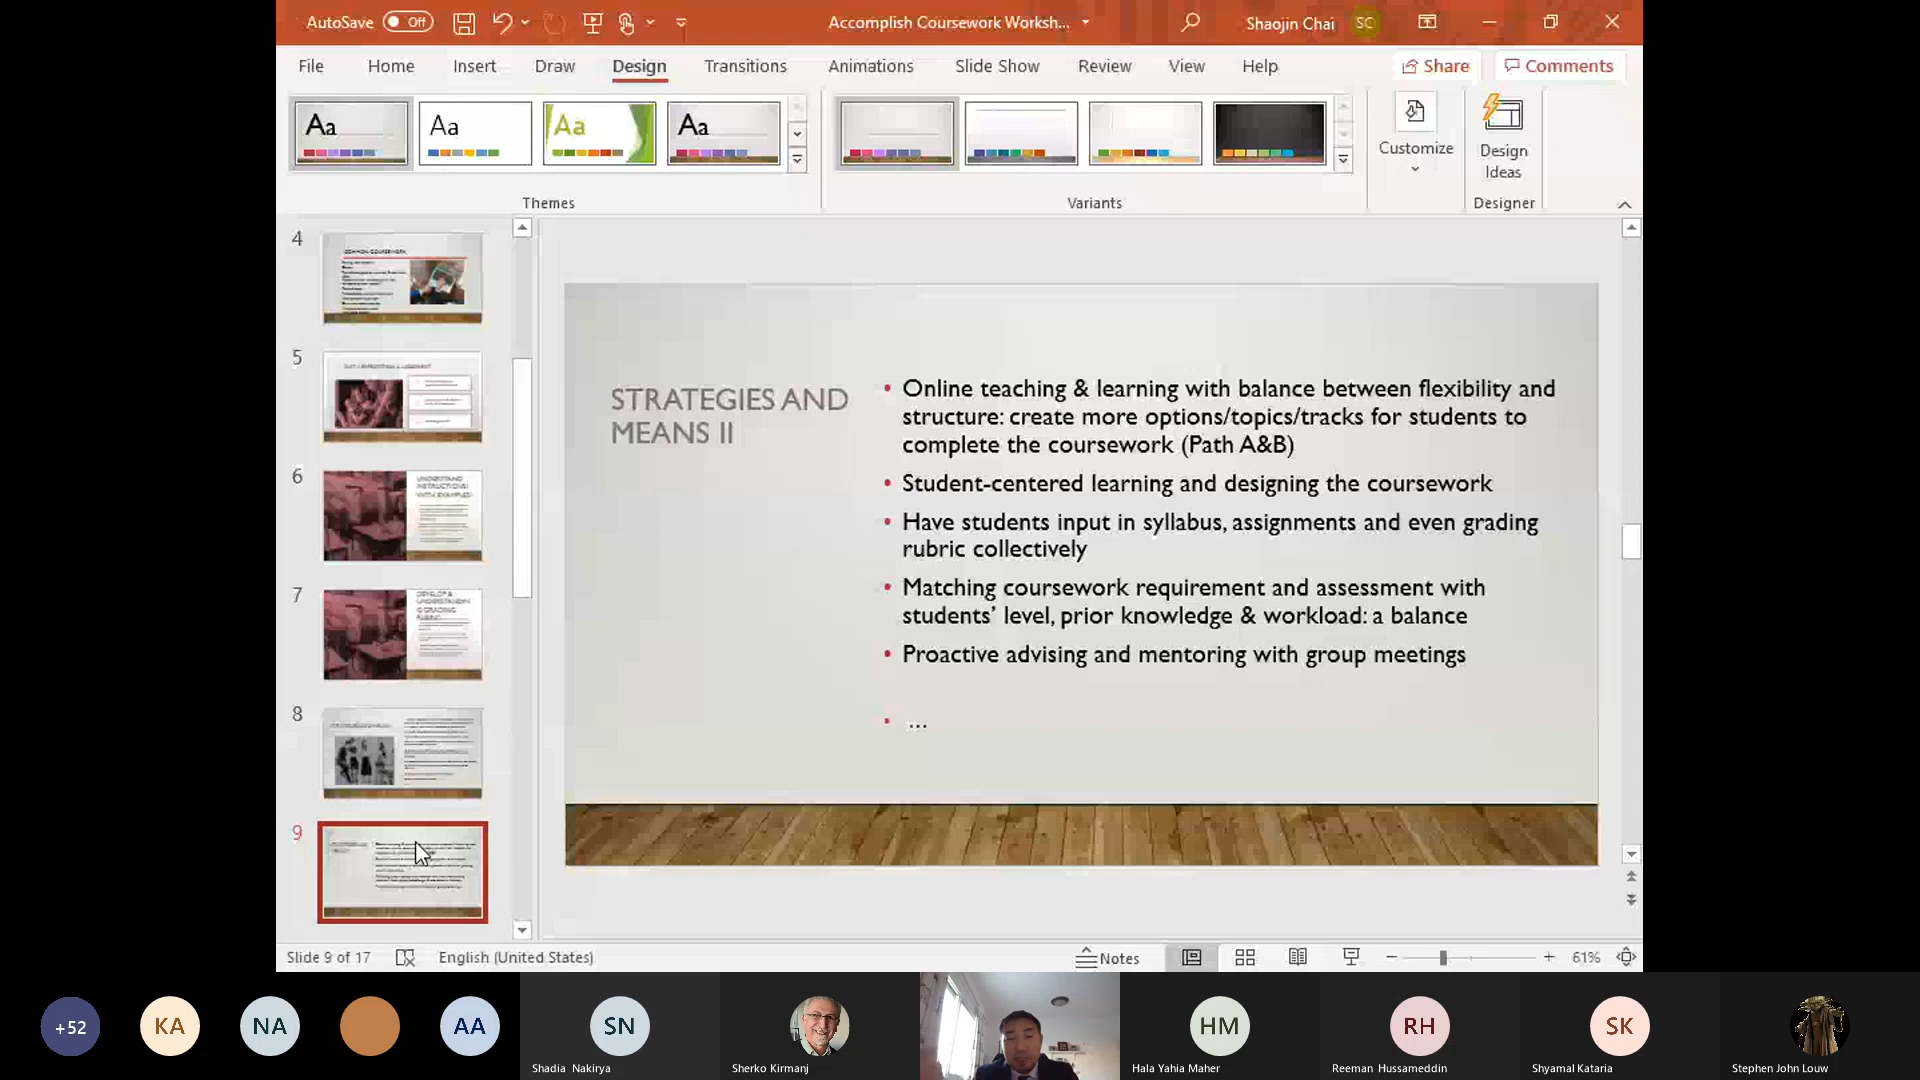 AutoSave Off
Accomplish Coursework Worksh...
Shaojin Chai SC
File Home Insert Draw Design Transitions Animations Slide Show Review View Help
Share Comments
Aa Aa Aa Aa
Customize
Design
Ideas
Themes Variants Designer
4
5
6
UNDERSTAND
INSTRUCTIONS
WITH EXAMPLES
7
8
9
STRATEGIES AND
MEANS II
• Online teaching & learning with balance between flexibility and
structure: create more options/topics/tracks for students to
complete the coursework (Path A&B)
• Student-centered learning and designing the coursework
• Have students input in syllabus, assignments and even grading
rubric collectively
• Matching coursework requirement and assessment with
students’ level, prior knowledge & workload: a balance
• Proactive advising and mentoring with group meetings
• ...
Slide 9 of 17 English (United States) Notes 61%
+52 KA NA AA SN HM RH SK
Shadia Nakirya Sherko Kirmanj Hala Yahia Maher Reeman Hussameddin Shyamal Kataria Stephen John Louw